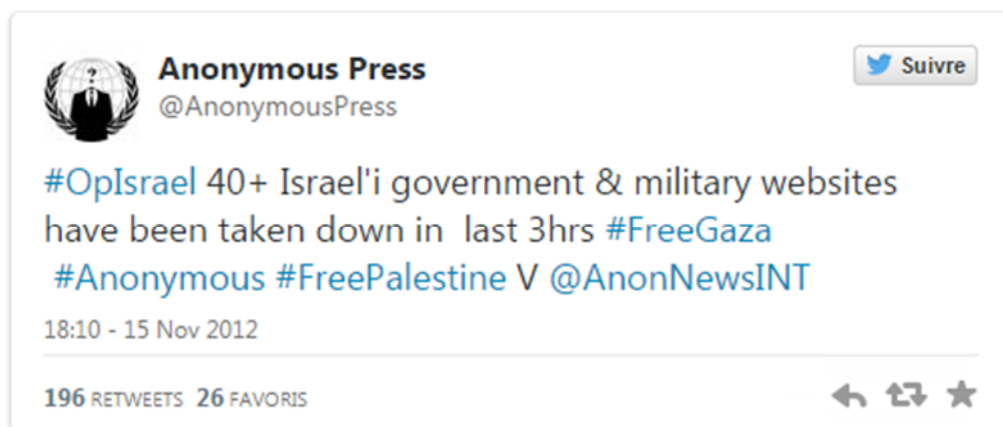 Anonymous Press
Suivre
@AnonymousPress
#OpIsrael 40+ Israel'i government & military websites
have been taken down in last 3hrs #FreeGaza
#Anonymous #FreePalestine V @AnonNewsINT
18:10 - 15 Nov 2012
196 RETWEETS 26 FAVORIS